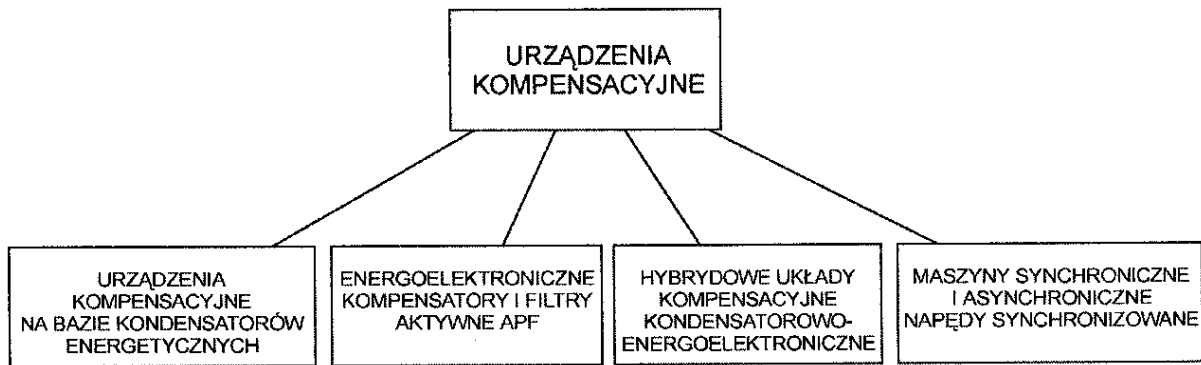 URZĄDZENIA
KOMPENSACYJNE
URZĄDZENIA
KOMPENSACYJNE
NA BAZIE KONDENSATORÓW
ENERGETYCZNYCH
ENERGOELEKTRONICZNE
KOMPENSATORY I FILTRY
AKTYWNE APF
HYBRYDOWE UKŁADY
KOMPENSACYJNE
KONDENSATOROWO-
ENERGOELEKTRONICZNE
MASZYNY SYNCHRONICZNE
I ASYNCHRONICZNE
NAPĘDY SYNCHRONIZOWANE